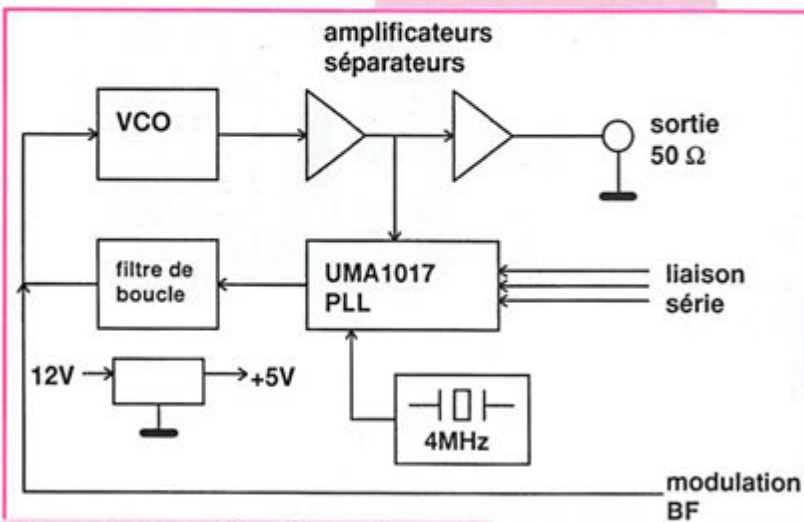 amplificateurs
séparateurs
VCO
sortie
50 Ω
filtre de
boucle
UMA1017
PLL
liaison
série
12V
+5V
4MHz
modulation
BF